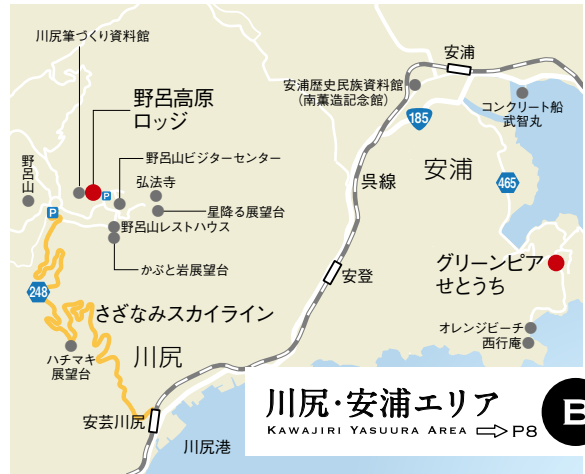 川尻筆づくり資料館
野呂高原
ロッジ
野呂山
P
P
野呂山ビジターセンター
弘法寺
星降る展望台
野呂山レストハウス
かぶと岩展望台
248
さざなみスカイライン
ハチマキ
展望台
川尻
安芸川尻
川尻港
安浦
安浦歴史民族資料館
(南薫造記念館)
185
呉線
安登
コンクリート船
武智丸
安浦
465
グリーンピア
せとうち
オレンジビーチ
西行庵
川尻・安浦エリア
KAWAJIRI YASUURA AREA ⇨P8
B